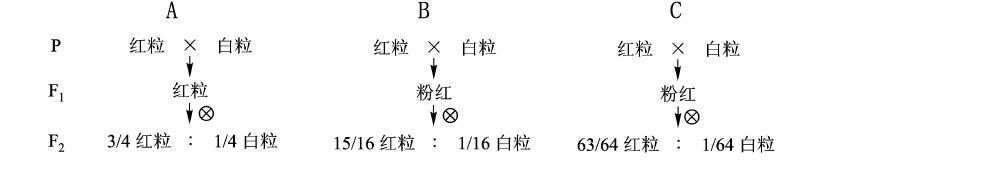 A B C
P 红粒 × 白粒 红粒 × 白粒 红粒 × 白粒
F₁ 红粒 粉红 粉红
⊗ ⊗ ⊗
F₂ 3/4 红粒 : 1/4 白粒 15/16 红粒 : 1/16 白粒 63/64 红粒 : 1/64 白粒